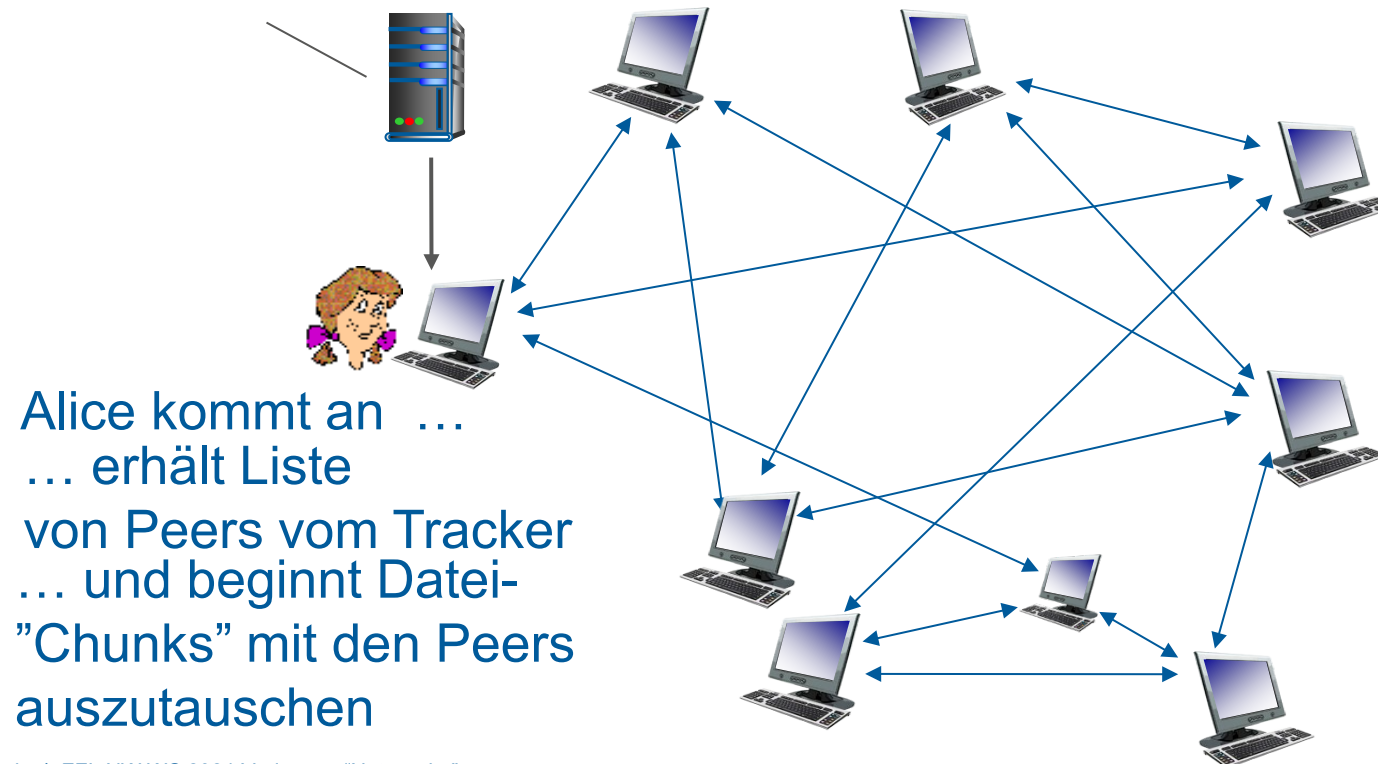 Alice kommt an …
… erhält Liste
von Peers vom Tracker
… und beginnt Datei-
”Chunks” mit den Peers
auszutauschen